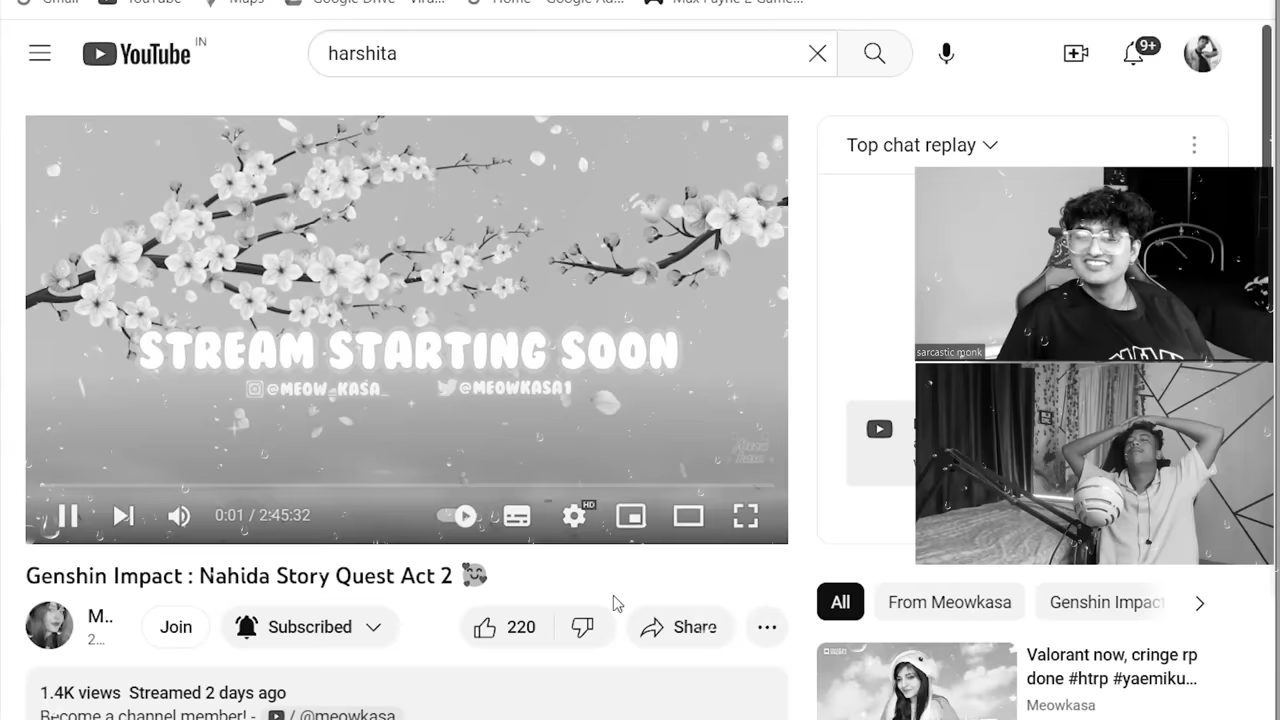 YouTube IN
harshita
9+
Top chat replay
STREAM STARTING SOON
@MEOW_KASA_ @MEOWKASA1
sarcastic monk
0:01 / 2:45:32
HD
Genshin Impact : Nahida Story Quest Act 2
M..
2...
Join
Subscribed
220
Share
All
From Meowkasa
Genshin Impact
1.4K views Streamed 2 days ago
Become a channel member! - / @meowkasa
Valorant now, cringe rp
done #htrp #yaemiku...
Meowkasa